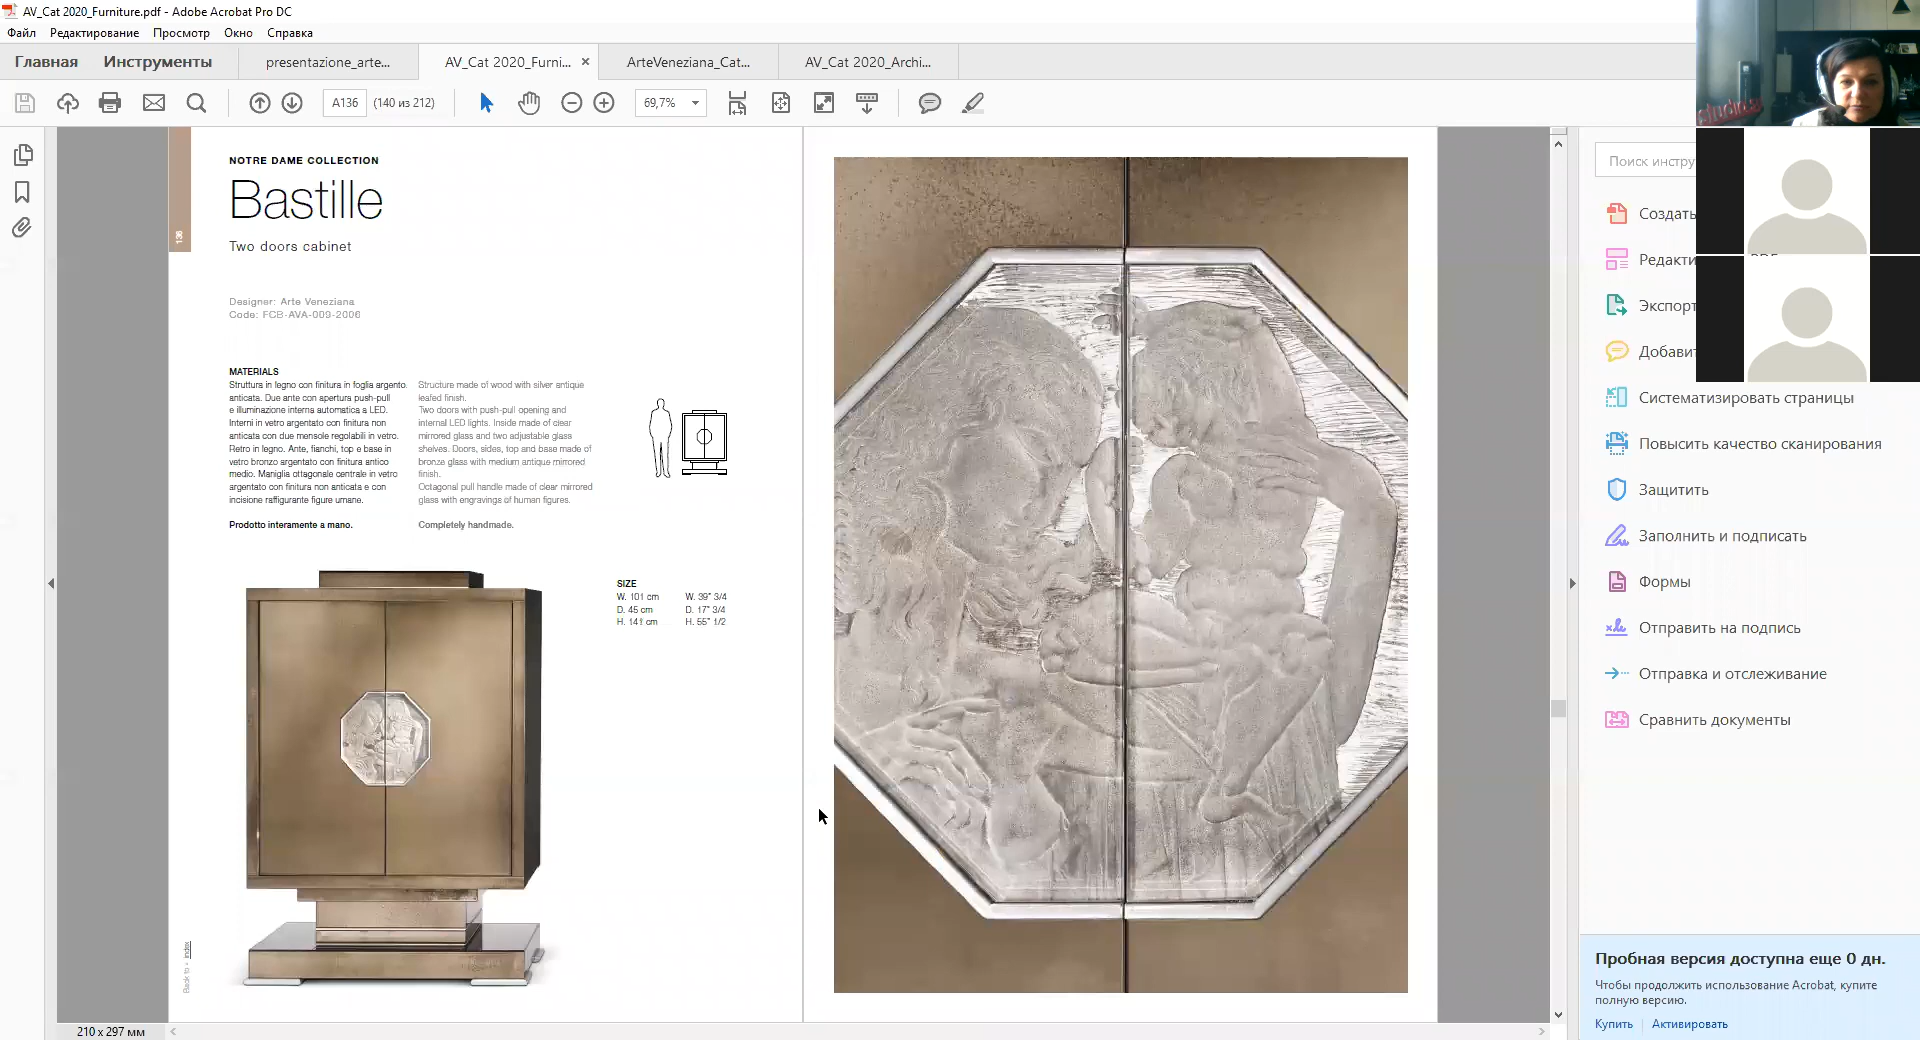 AV_Cat 2020_Furniture.pdf - Adobe Acrobat Pro DC
Файл Редактирование Просмотр Окно Справка
Главная Инструменты presentazione_arte... AV_Cat 2020_Furni... ArteVeneziana_Cat... AV_Cat 2020_Archi...
A136 (140 из 212) 69,7%
136
NOTRE DAME COLLECTION
Bastille
Two doors cabinet
Designer: Arte Veneziana
Code: FCB-AVA-009-2006
MATERIALS
Struttura in legno con finitura in foglia argento
anticata. Due ante con apertura push-pull
e illuminazione interna automatica a LED.
Interni in vetro argentato con finitura non
anticata con due mensole regolabili in vetro.
Retro in legno. Ante, fianchi, top e base in
vetro bronzo argentato con finitura antico
medio. Maniglia ottagonale centrale in vetro
argentato con finitura non anticata e con
incisione raffigurante figure umane.
Prodotto interamente a mano.
Structure made of wood with silver antique
leafed finish.
Two doors with push-pull opening and
internal LED lights. Inside made of clear
mirrored glass and two adjustable glass
shelves. Doors, sides, top and base made of
bronze glass with medium antique mirrored
finish.
Octagonal pull handle made of clear mirrored
glass with engravings of human figures.
Completely handmade.
SIZE
W. 101 cm W. 39" 3/4
D. 45 cm D. 17" 3/4
H. 141 cm H. 55" 1/2
Back to - index
210 x 297 мм
Поиск инстру
Создать
Редакти
Экспорт
Добавит
Систематизировать страницы
Повысить качество сканирования
Защитить
Заполнить и подписать
Формы
Отправить на подпись
Отправка и отслеживание
Сравнить документы
Пробная версия доступна еще 0 дн.
Чтобы продолжить использование Acrobat, купите
полную версию.
Купить Активировать